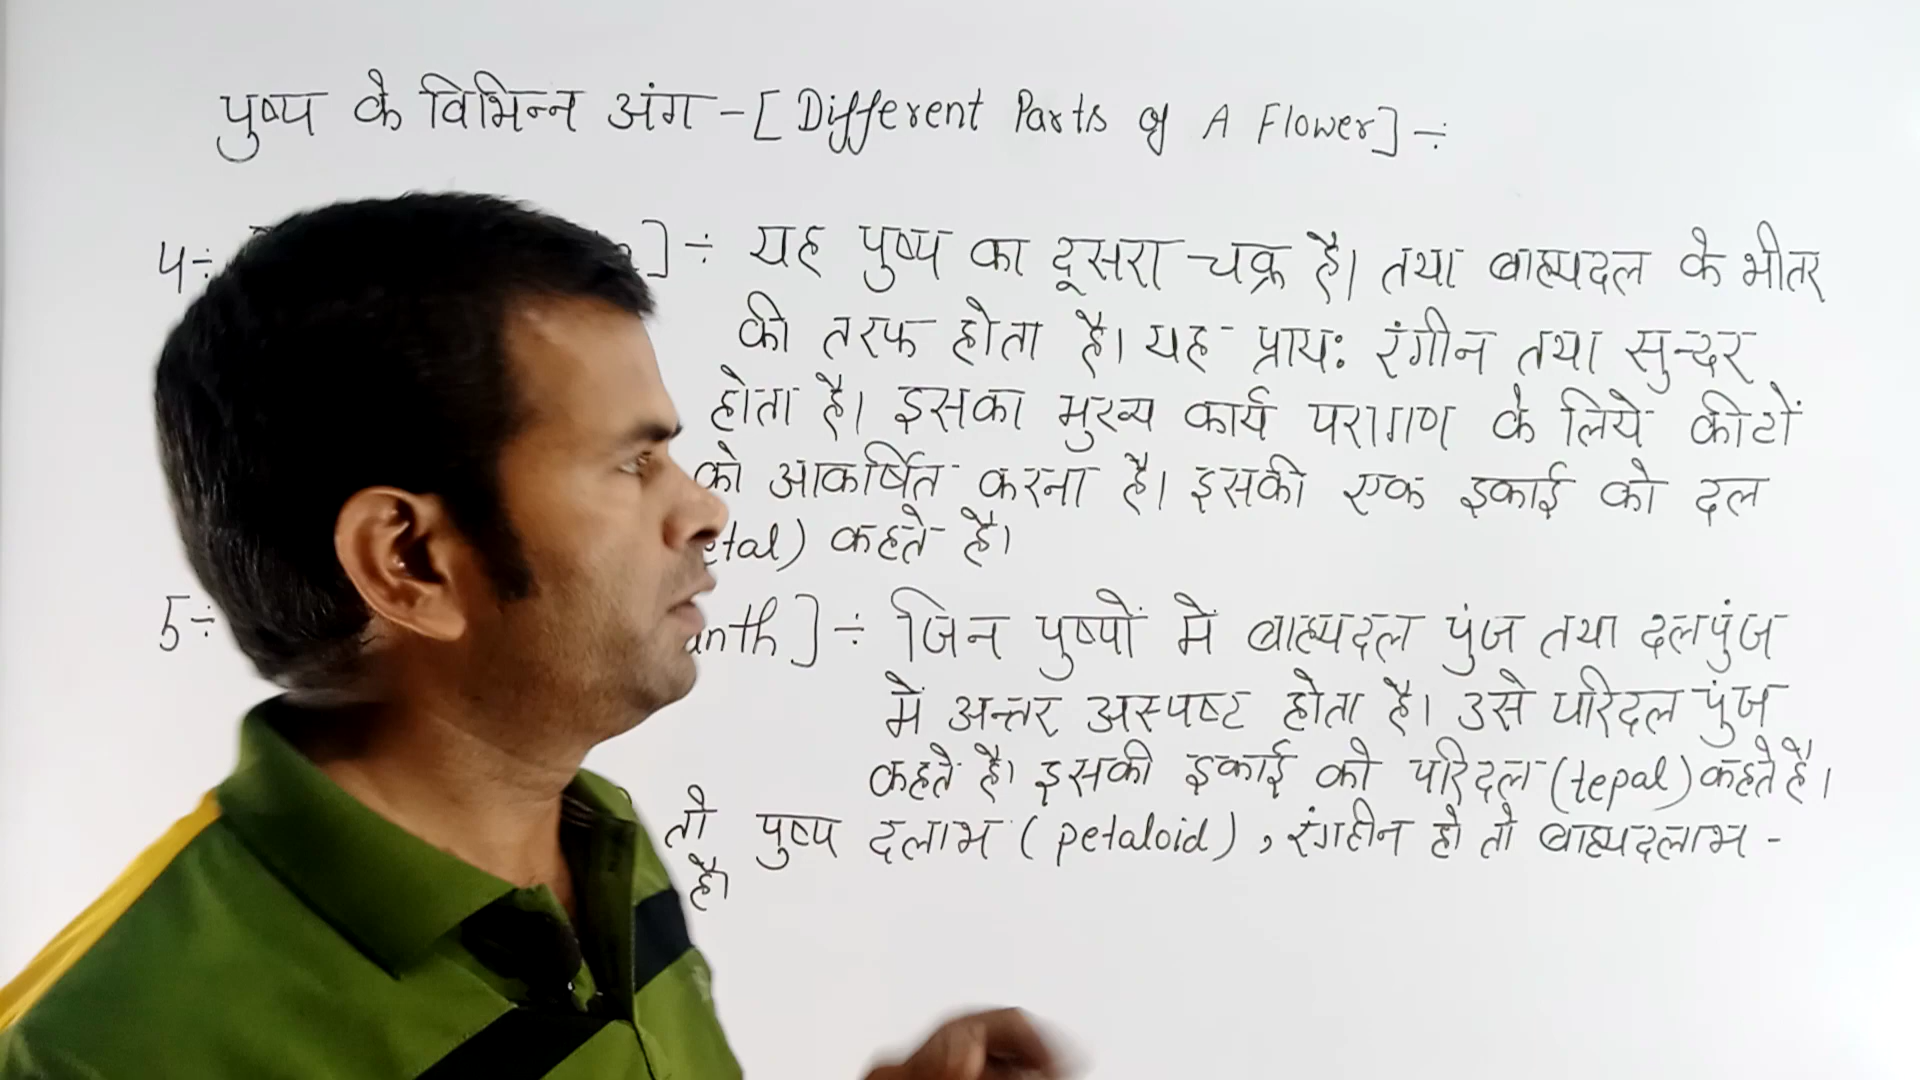 पुष्प के विभिन्न अंग - [Different Parts of A Flower] ÷
4÷ ] ÷ यह पुष्प का दूसरा चक्र है। तथा बाह्यदल के भीतर
की तरफ होता है। यह प्रायः रंगीन तथा सुन्दर
होता है। इसका मुख्य कार्य परागण के लिये कीटों
को आकर्षित करना है। इसकी एक इकाई को दल
etal) कहते है।
5÷ anth] ÷ जिन पुष्पों में बाह्यदल पुंज तथा दलपुंज
में अन्तर अस्पष्ट होता है। उसे परिदल पुंज
कहते है। इसकी इकाई को परिदल (tepal) कहते है।
तो पुष्प दलाभ (petaloid), रंगहीन हो तो बाह्यदलाभ -
है।